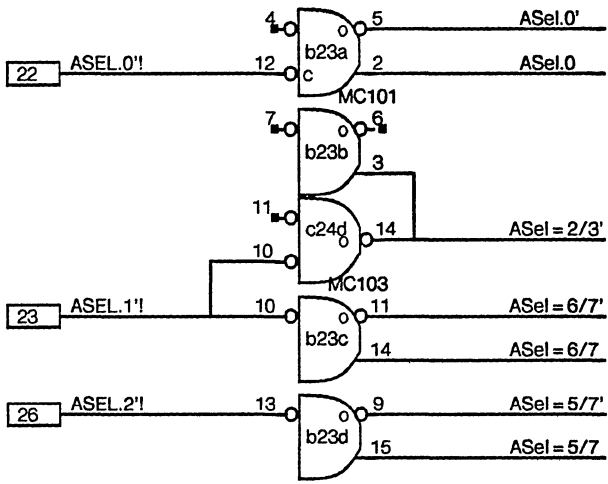 4 5 ASel.0'
o
b23a
22 ASEL.0'! 12 c 2 ASel.0
MC101
7 o 6
b23b
3
11 c24d
o 14 ASel = 2/3'
10
MC103
23 ASEL.1'! 10 o 11 ASel = 6/7'
b23c
14 ASel = 6/7
26 ASEL.2'! 13 o 9 ASel = 5/7'
b23d
15 ASel = 5/7